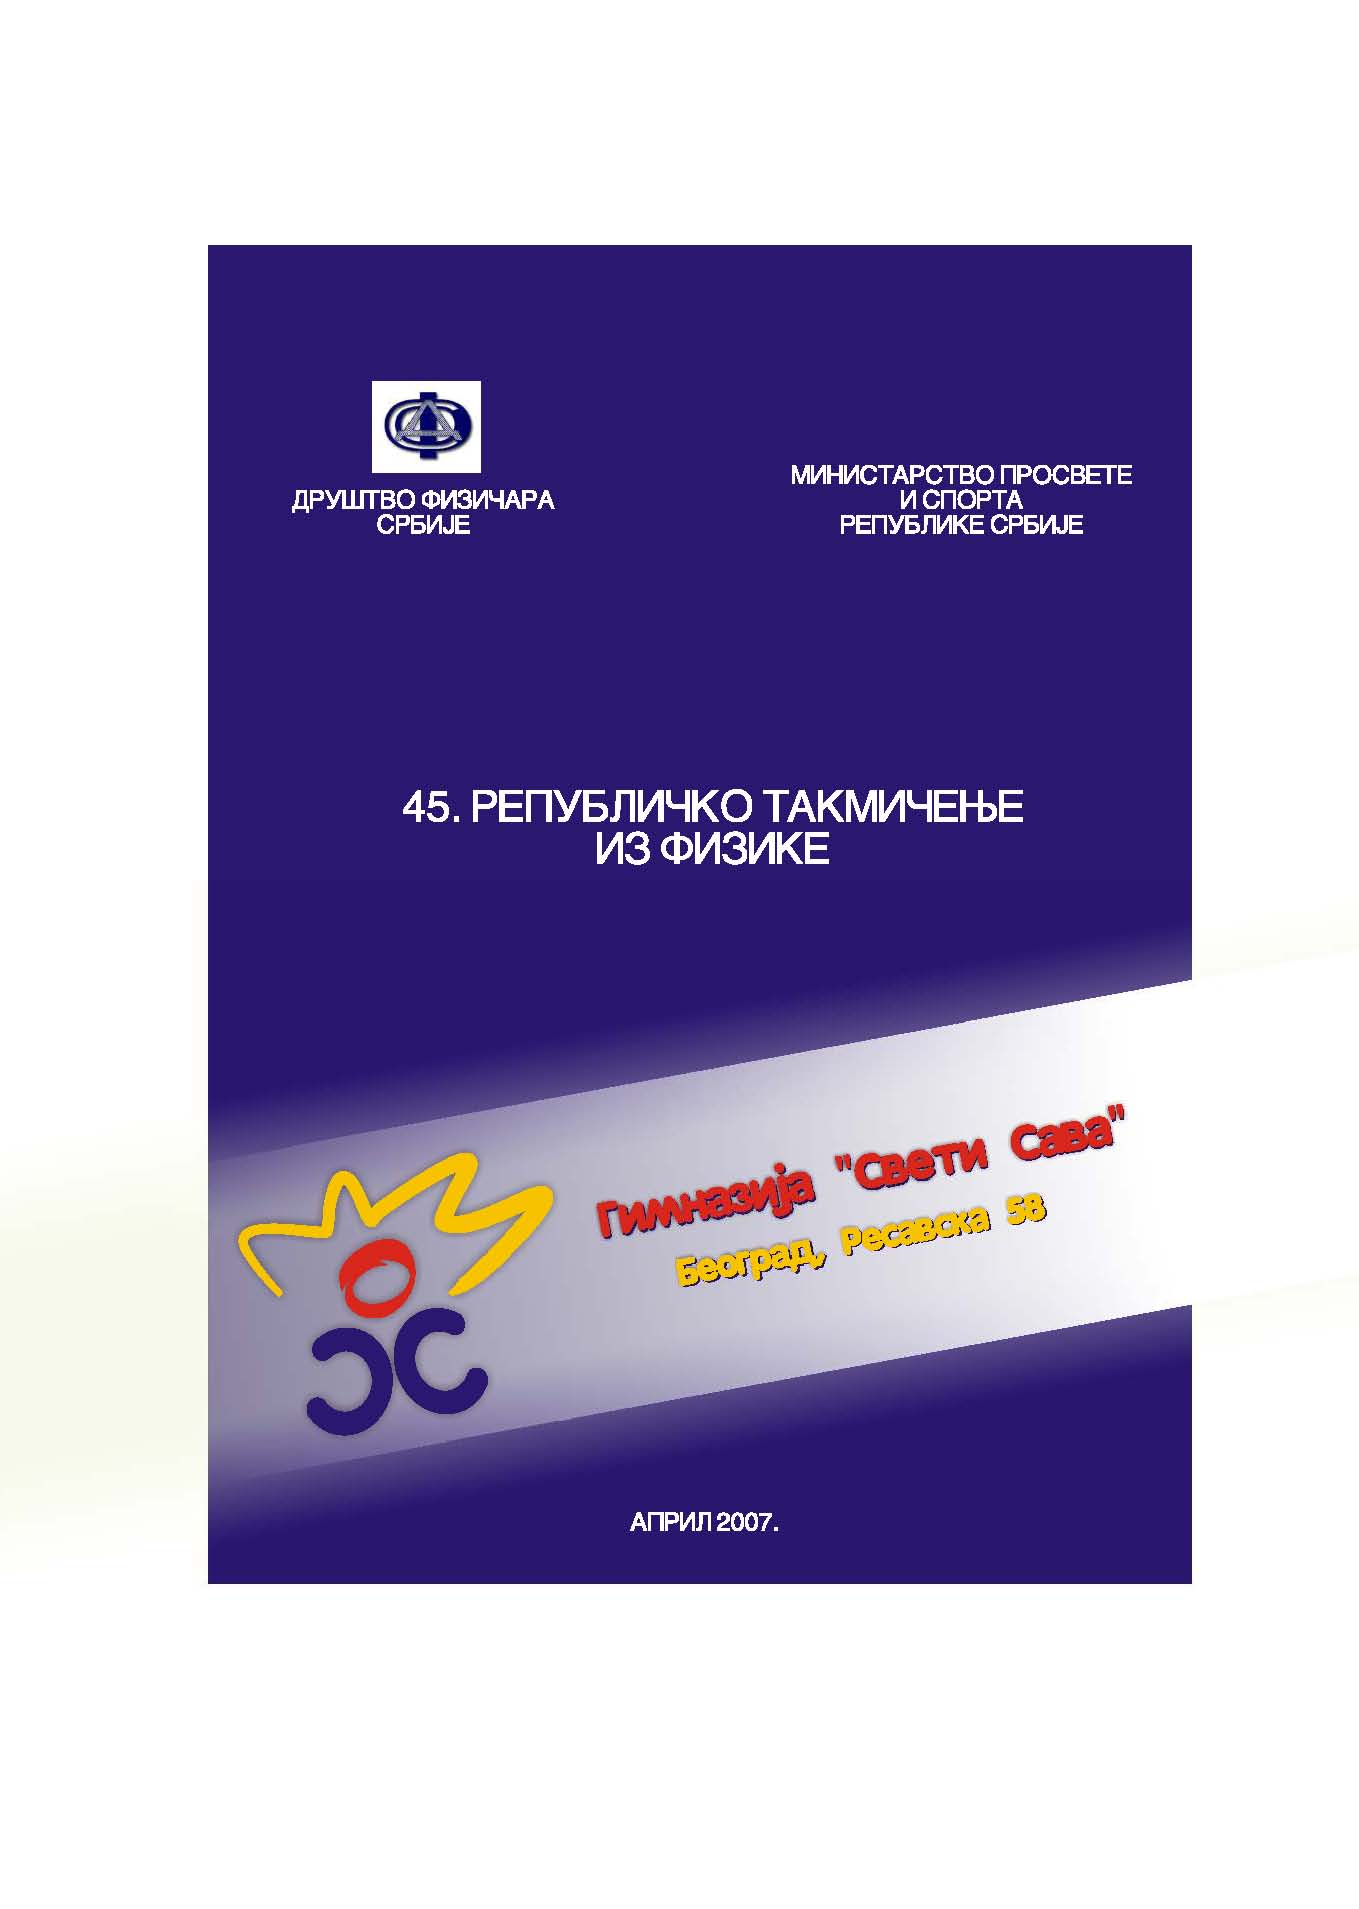 ДРУШТВО ФИЗИЧАРА
СРБИЈЕ
МИНИСТАРСТВО ПРОСВЕТЕ
И СПОРТА
РЕПУБЛИКЕ СРБИЈЕ
45. РЕПУБЛИЧКО ТАКМИЧЕЊЕ
ИЗ ФИЗИКЕ
Гимназија "Свети Сава"
Београд, Ресавска 58
АПРИЛ 2007.